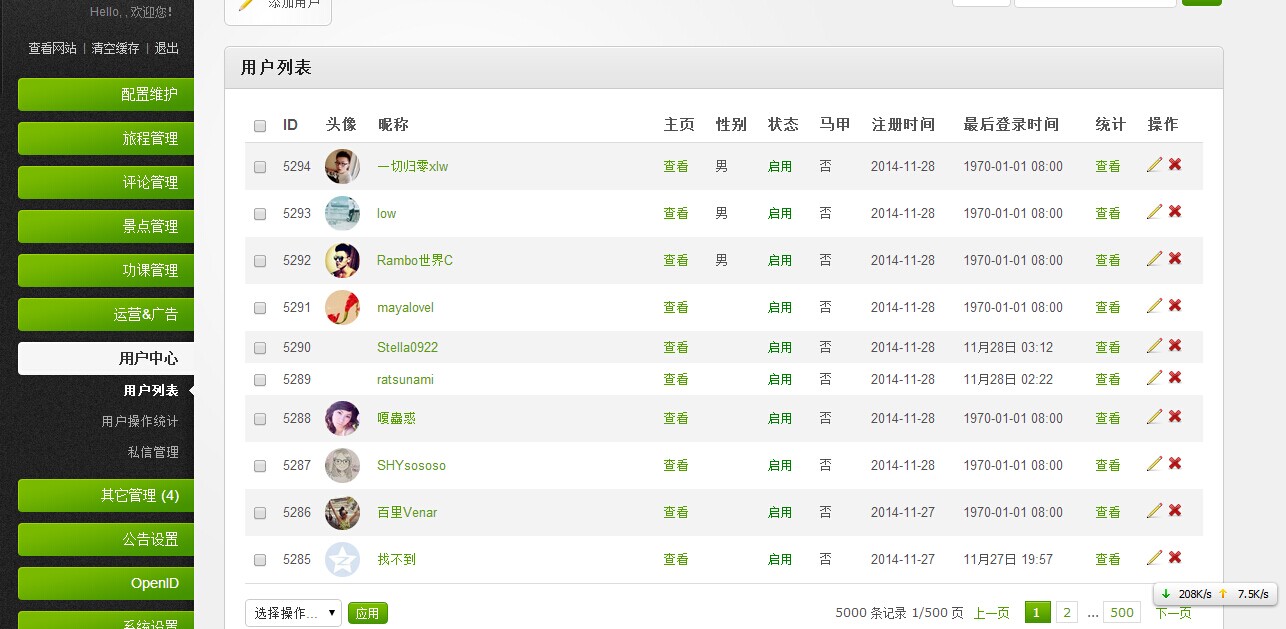 Hello, , 欢迎您!
查看网站 | 清空缓存 | 退出
配置维护
旅程管理
评论管理
景点管理
功课管理
运营&广告
用户中心
用户列表
用户操作统计
私信管理
其它管理 (4)
公告设置
OpenID
系统设置
添加用户
用户列表
ID 头像 昵称 主页 性别 状态 马甲 注册时间 最后登录时间 统计 操作
5294 一切归零xlw 查看 男 启用 否 2014-11-28 1970-01-01 08:00 查看
5293 low 查看 男 启用 否 2014-11-28 1970-01-01 08:00 查看
5292 Rambo世界C 查看 男 启用 否 2014-11-28 1970-01-01 08:00 查看
5291 mayalovel 查看 启用 否 2014-11-28 1970-01-01 08:00 查看
5290 Stella0922 查看 启用 否 2014-11-28 11月28日 03:12 查看
5289 ratsunami 查看 启用 否 2014-11-28 11月28日 02:22 查看
5288 嘎蠱惑 查看 启用 否 2014-11-28 1970-01-01 08:00 查看
5287 SHYsososo 查看 启用 否 2014-11-28 1970-01-01 08:00 查看
5286 百里Venar 查看 启用 否 2014-11-27 1970-01-01 08:00 查看
5285 找不到 查看 启用 否 2014-11-27 11月27日 19:57 查看
选择操作... 应用
5000 条记录 1/500 页 上一页 1 2 ... 500 下一页
208K/s 7.5K/s